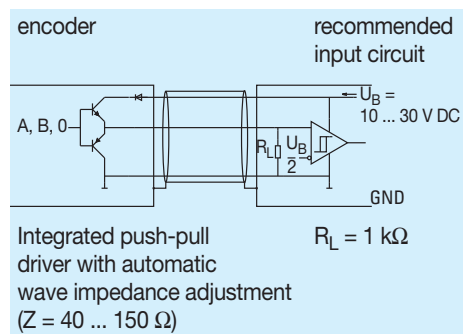 encoder
recommended
input circuit
U_B =
10 ... 30 V DC
A, B, 0
R_L
U_B
2
GND
Integrated push-pull
driver with automatic
wave impedance adjustment
(Z = 40 ... 150 Ω)
R_L = 1 kΩ